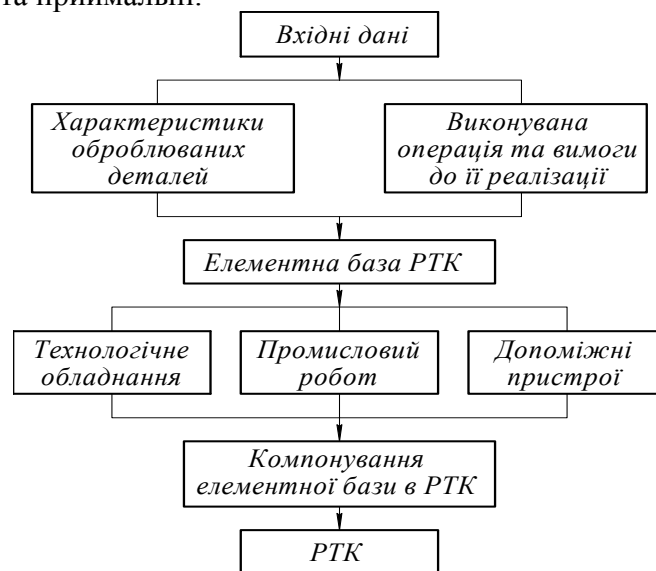 та приймальні.
Вхідні дані
Характеристики
оброблюваних
деталей
Виконувана
операція та вимоги
до її реалізації
Елементна база РТК
Технологічне
обладнання
Промисловий
робот
Допоміжні
пристрої
Компонування
елементної бази в РТК
РТК